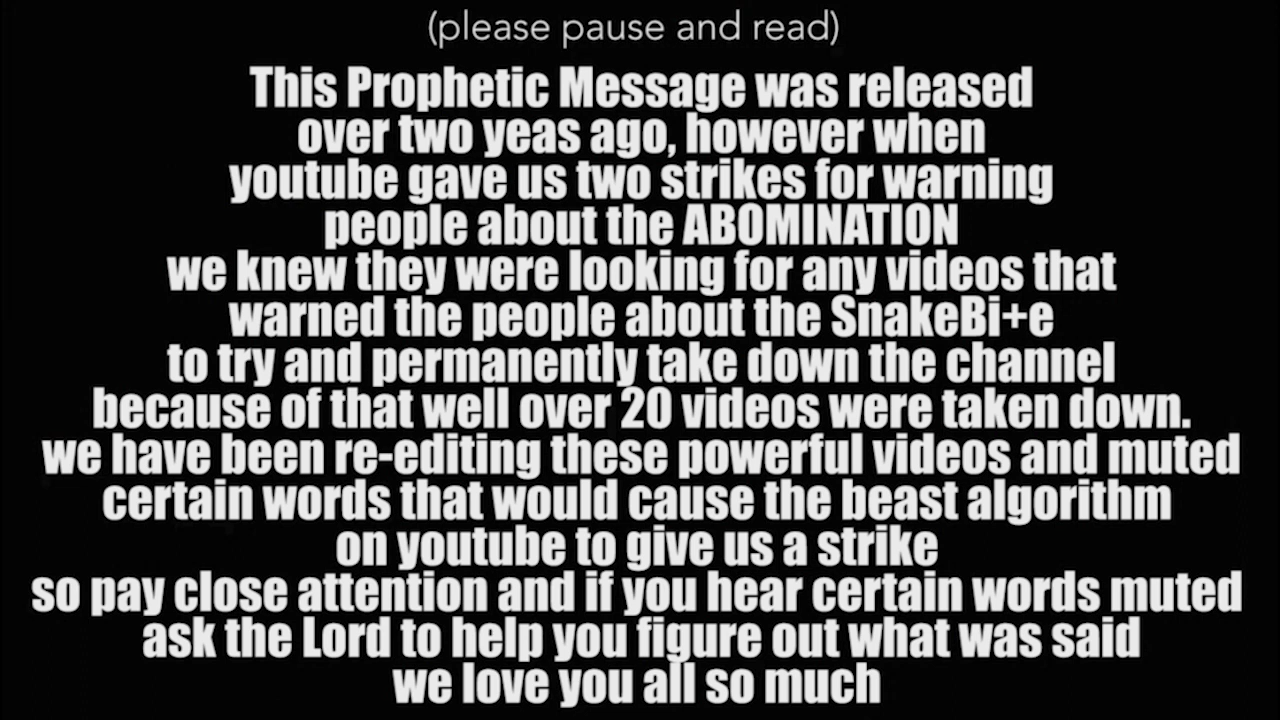 (please pause and read)
This Prophetic Message was released
over two yeas ago, however when
youtube gave us two strikes for warning
people about the ABOMINATION
we knew they were looking for any videos that
warned the people about the SnakeBi+e
to try and permanently take down the channel
because of that well over 20 videos were taken down.
we have been re-editing these powerful videos and muted
certain words that would cause the beast algorithm
on youtube to give us a strike
so pay close attention and if you hear certain words muted
ask the Lord to help you figure out what was said
we love you all so much